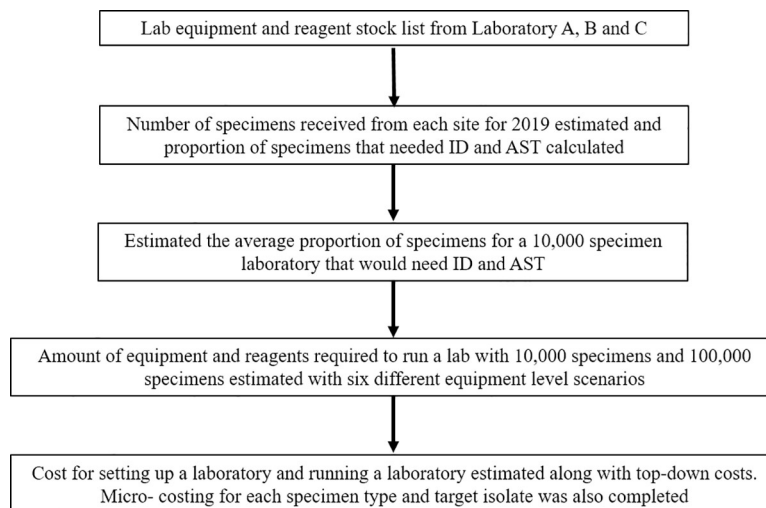 Lab equipment and reagent stock list from Laboratory A, B and C
Number of specimens received from each site for 2019 estimated and
proportion of specimens that needed ID and AST calculated
Estimated the average proportion of specimens for a 10,000 specimen
laboratory that would need ID and AST
Amount of equipment and reagents required to run a lab with 10,000 specimens and 100,000
specimens estimated with six different equipment level scenarios
Cost for setting up a laboratory and running a laboratory estimated along with top-down costs.
Micro- costing for each specimen type and target isolate was also completed